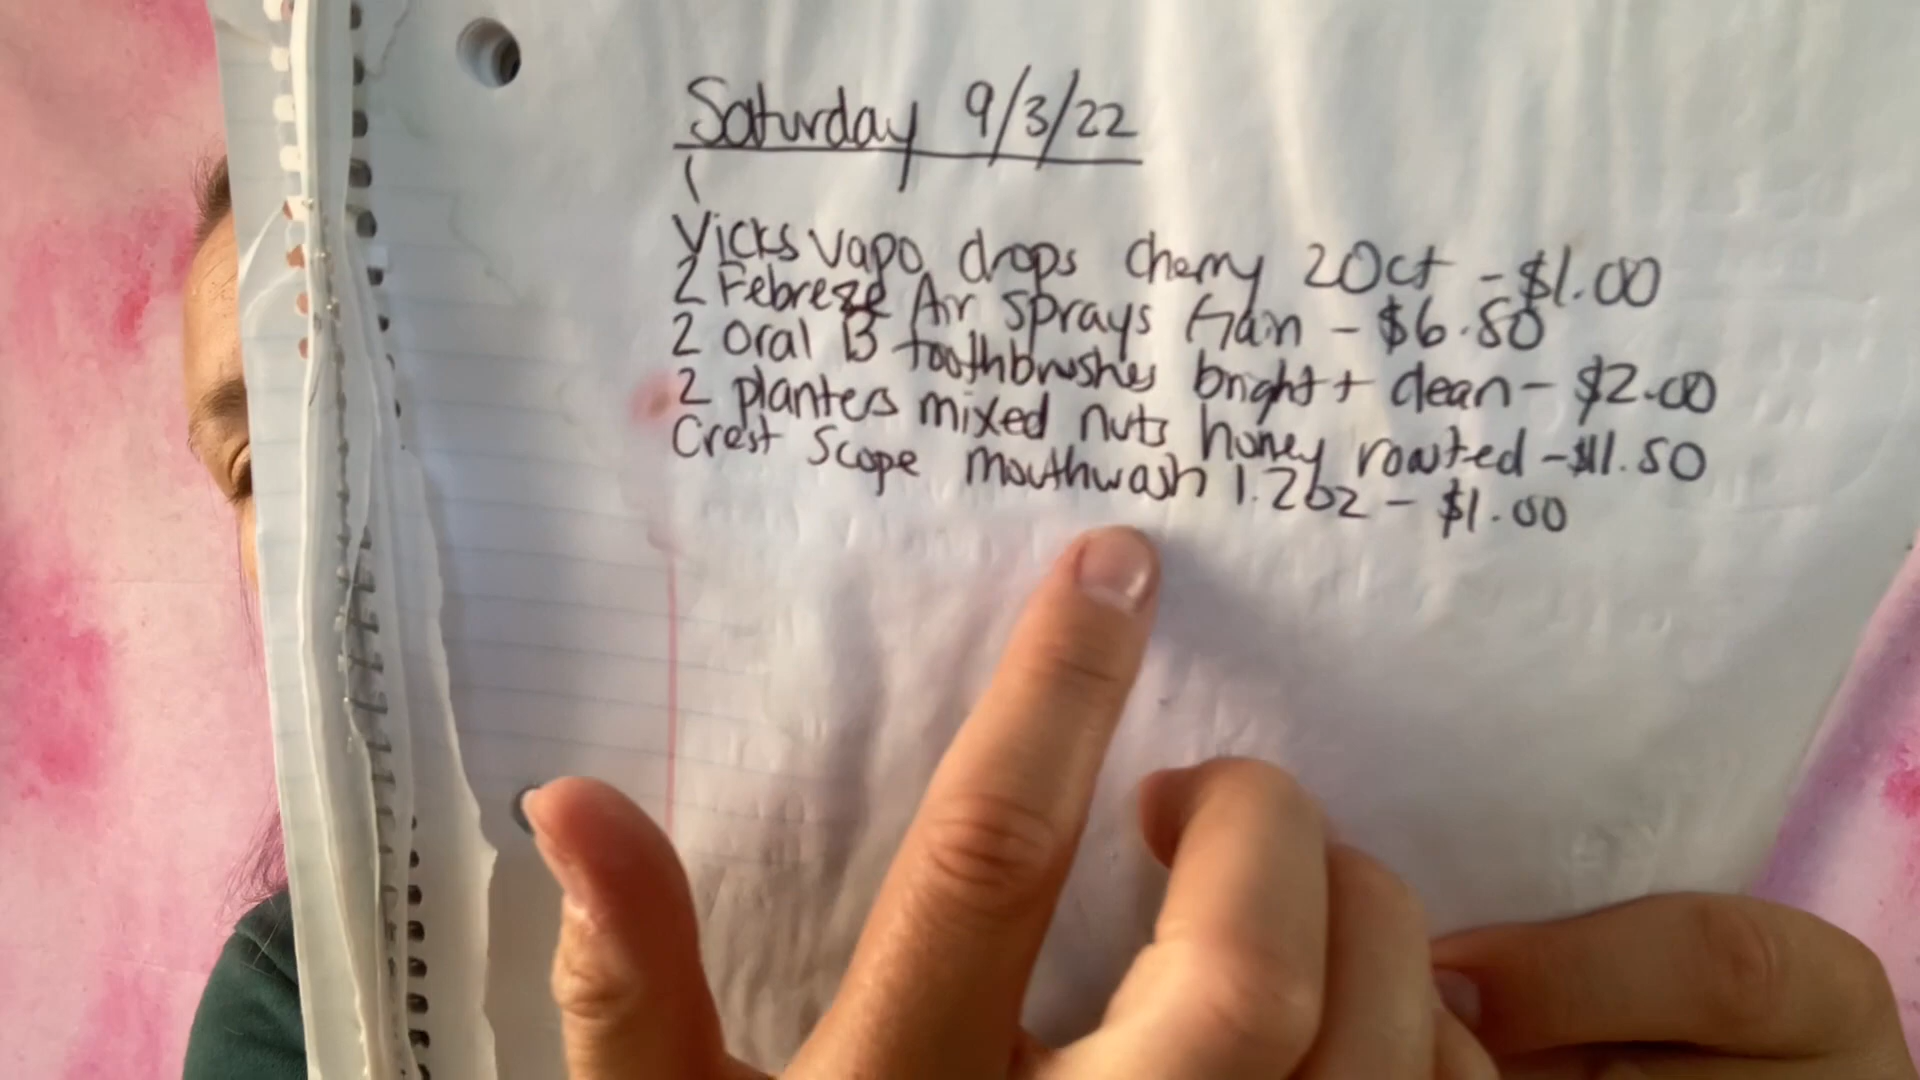 Saturday 9/3/22
Vicks Vapo drops cherry 20ct - $1.00
2 Febreze Air Sprays Gain - $6.50
2 Oral B toothbrushes bright + clean - $2.00
2 planters mixed nuts honey roasted - $11.50
Crest Scope mouthwash 1.2oz - $1.00